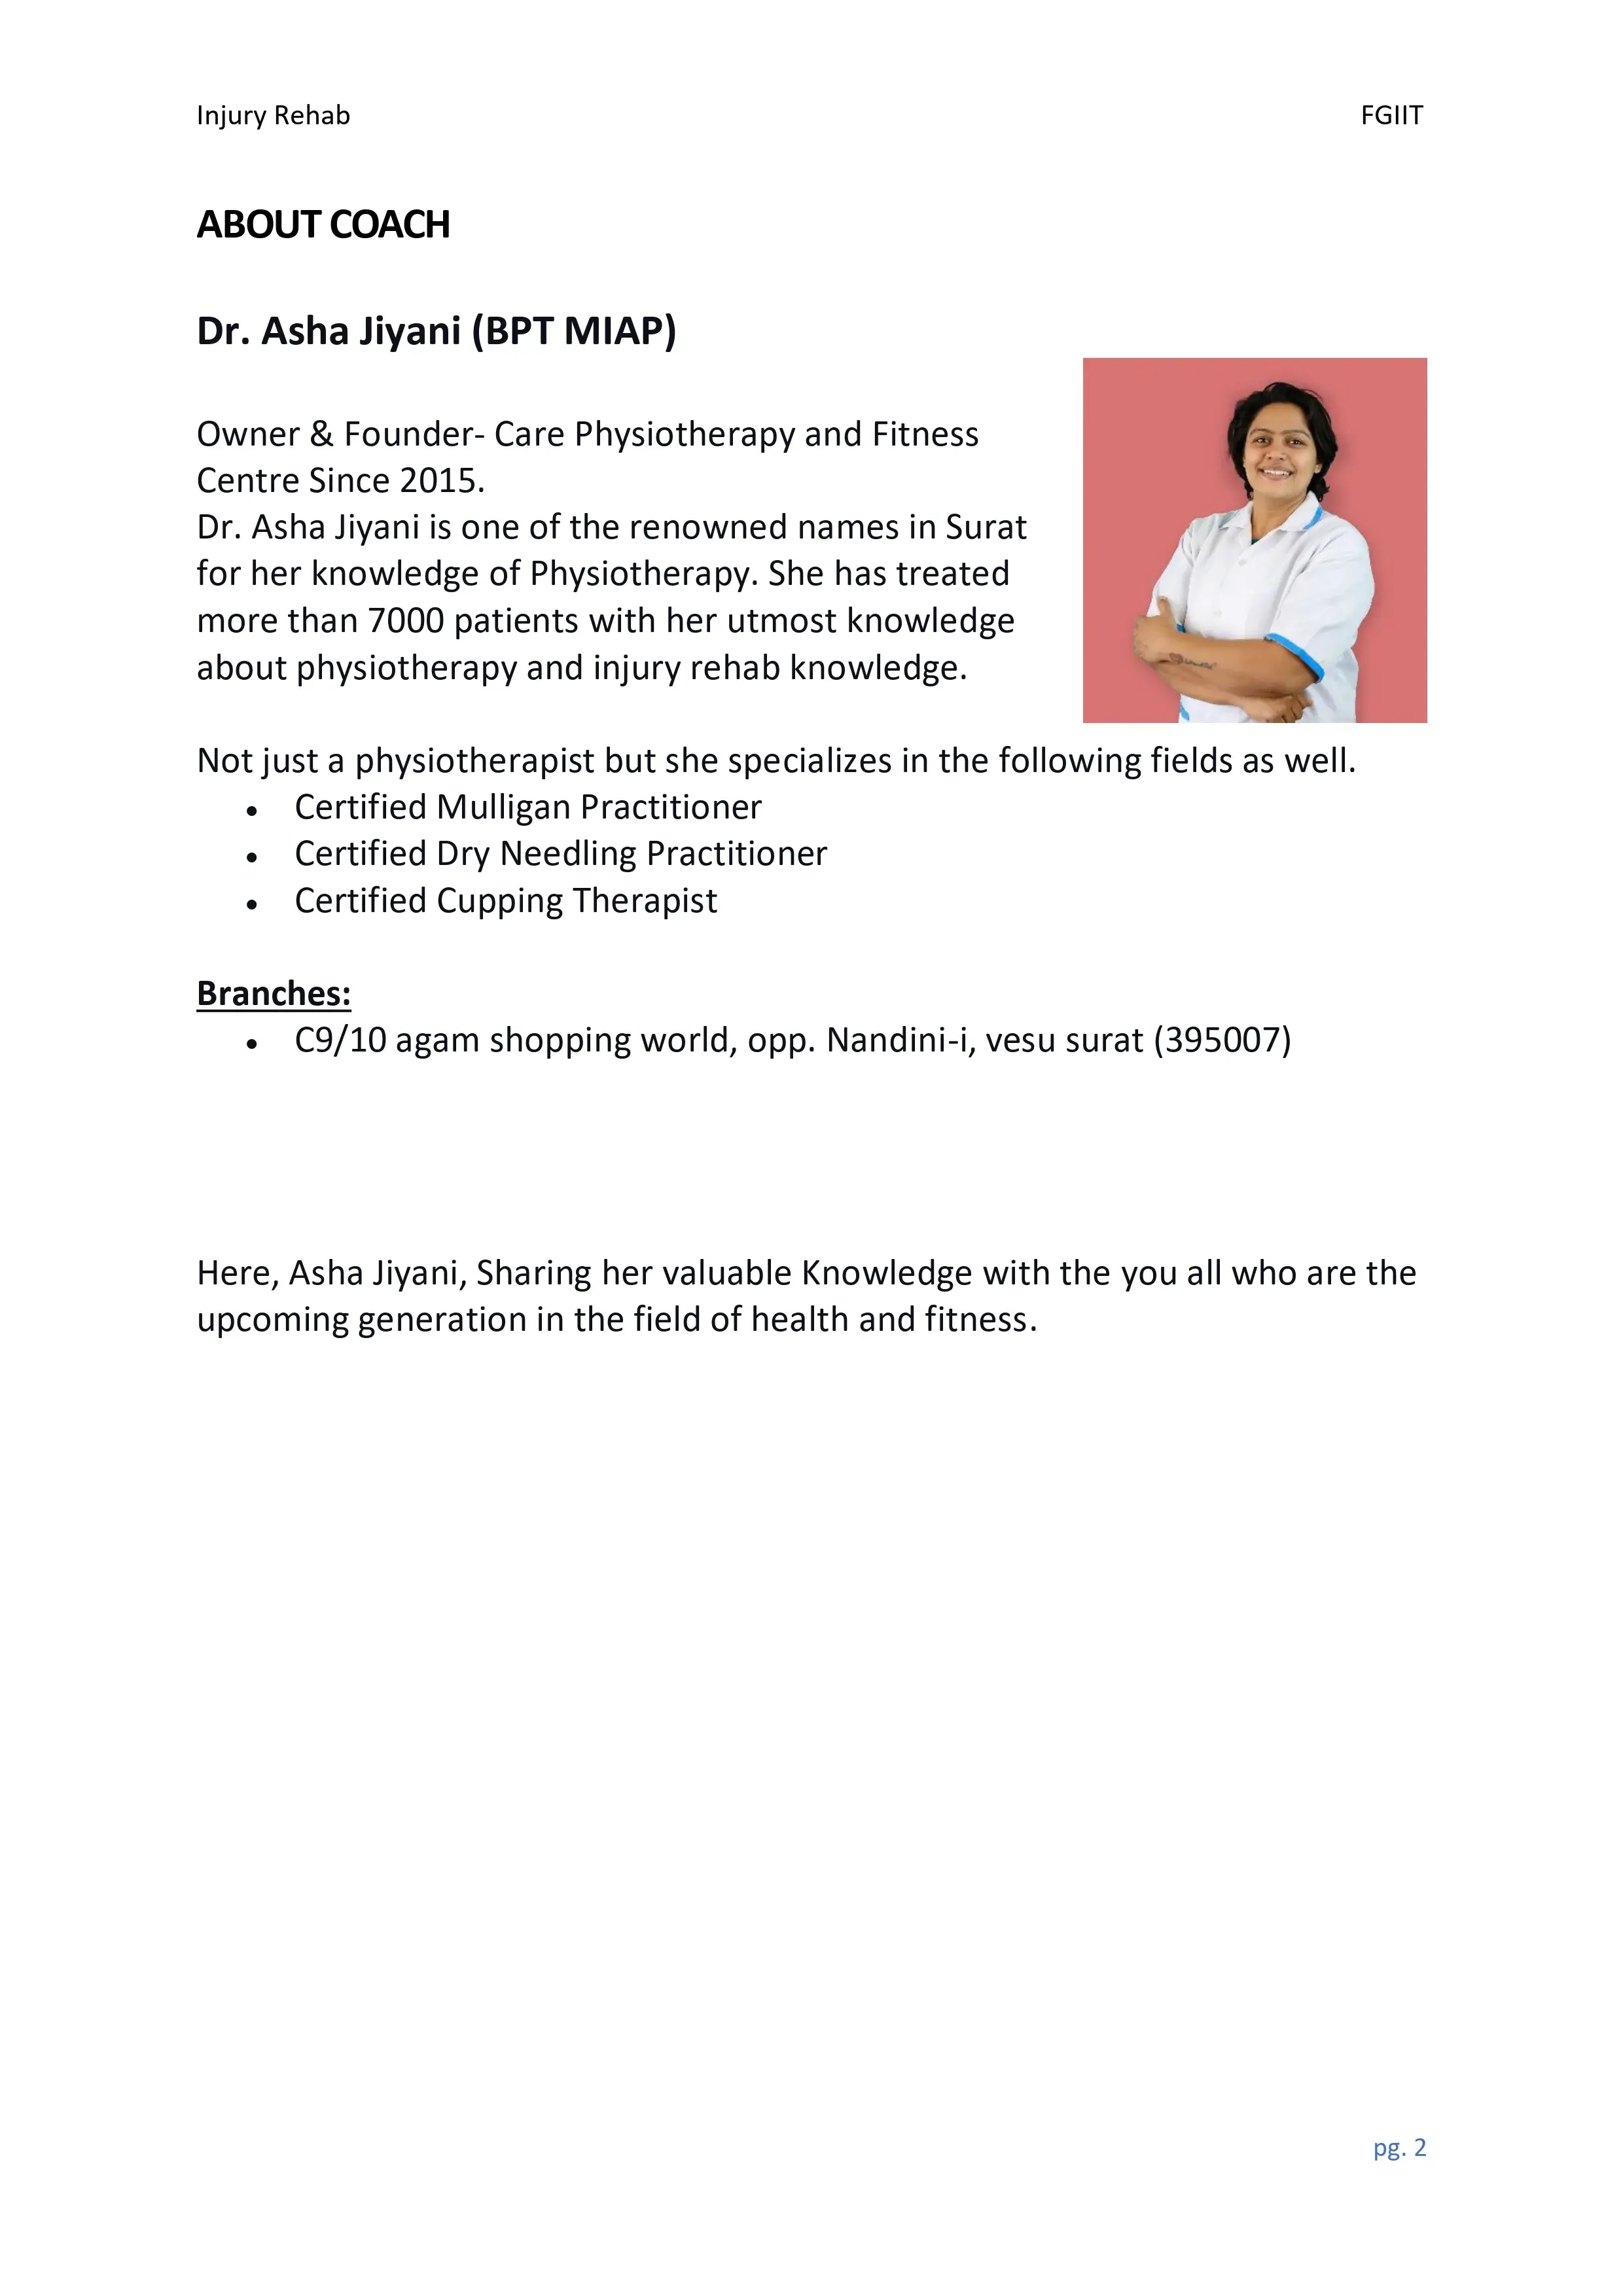 Injury Rehab FGIIT
ABOUT COACH
Dr. Asha Jiyani (BPT MIAP)
Owner & Founder- Care Physiotherapy and Fitness
Centre Since 2015.
Dr. Asha Jiyani is one of the renowned names in Surat
for her knowledge of Physiotherapy. She has treated
more than 7000 patients with her utmost knowledge
about physiotherapy and injury rehab knowledge.
Not just a physiotherapist but she specializes in the following fields as well.
• Certified Mulligan Practitioner
• Certified Dry Needling Practitioner
• Certified Cupping Therapist
Branches:
• C9/10 agam shopping world, opp. Nandini-i, vesu surat (395007)
Here, Asha Jiyani, Sharing her valuable Knowledge with the you all who are the
upcoming generation in the field of health and fitness.
pg. 2